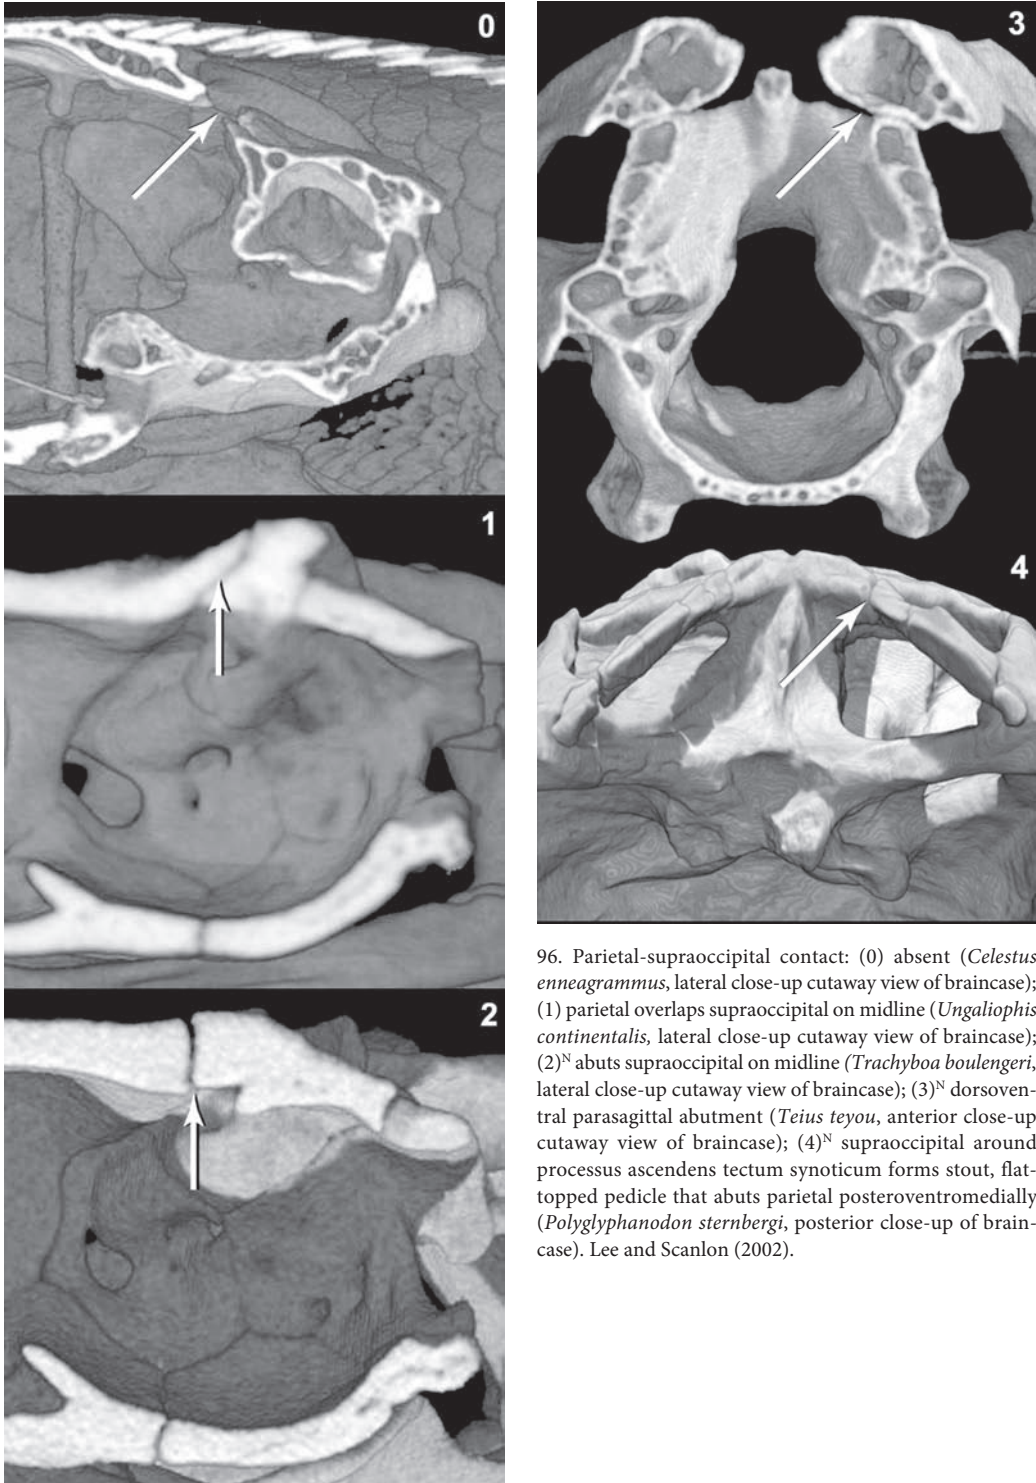 0
1
2
3
4
96. Parietal-supraoccipital contact: (0) absent (Celestus
enneagrammus, lateral close-up cutaway view of braincase);
(1) parietal overlaps supraoccipital on midline (Ungaliophis
continentalis, lateral close-up cutaway view of braincase);
(2)ᴺ abuts supraoccipital on midline (Trachyboa boulengeri,
lateral close-up cutaway view of braincase); (3)ᴺ dorsoven-
tral parasagittal abutment (Teius teyou, anterior close-up
cutaway view of braincase); (4)ᴺ supraoccipital around
processus ascendens tectum synoticum forms stout, flat-
topped pedicle that abuts parietal posteroventromedially
(Polyglyphanodon sternbergi, posterior close-up of brain-
case). Lee and Scanlon (2002).